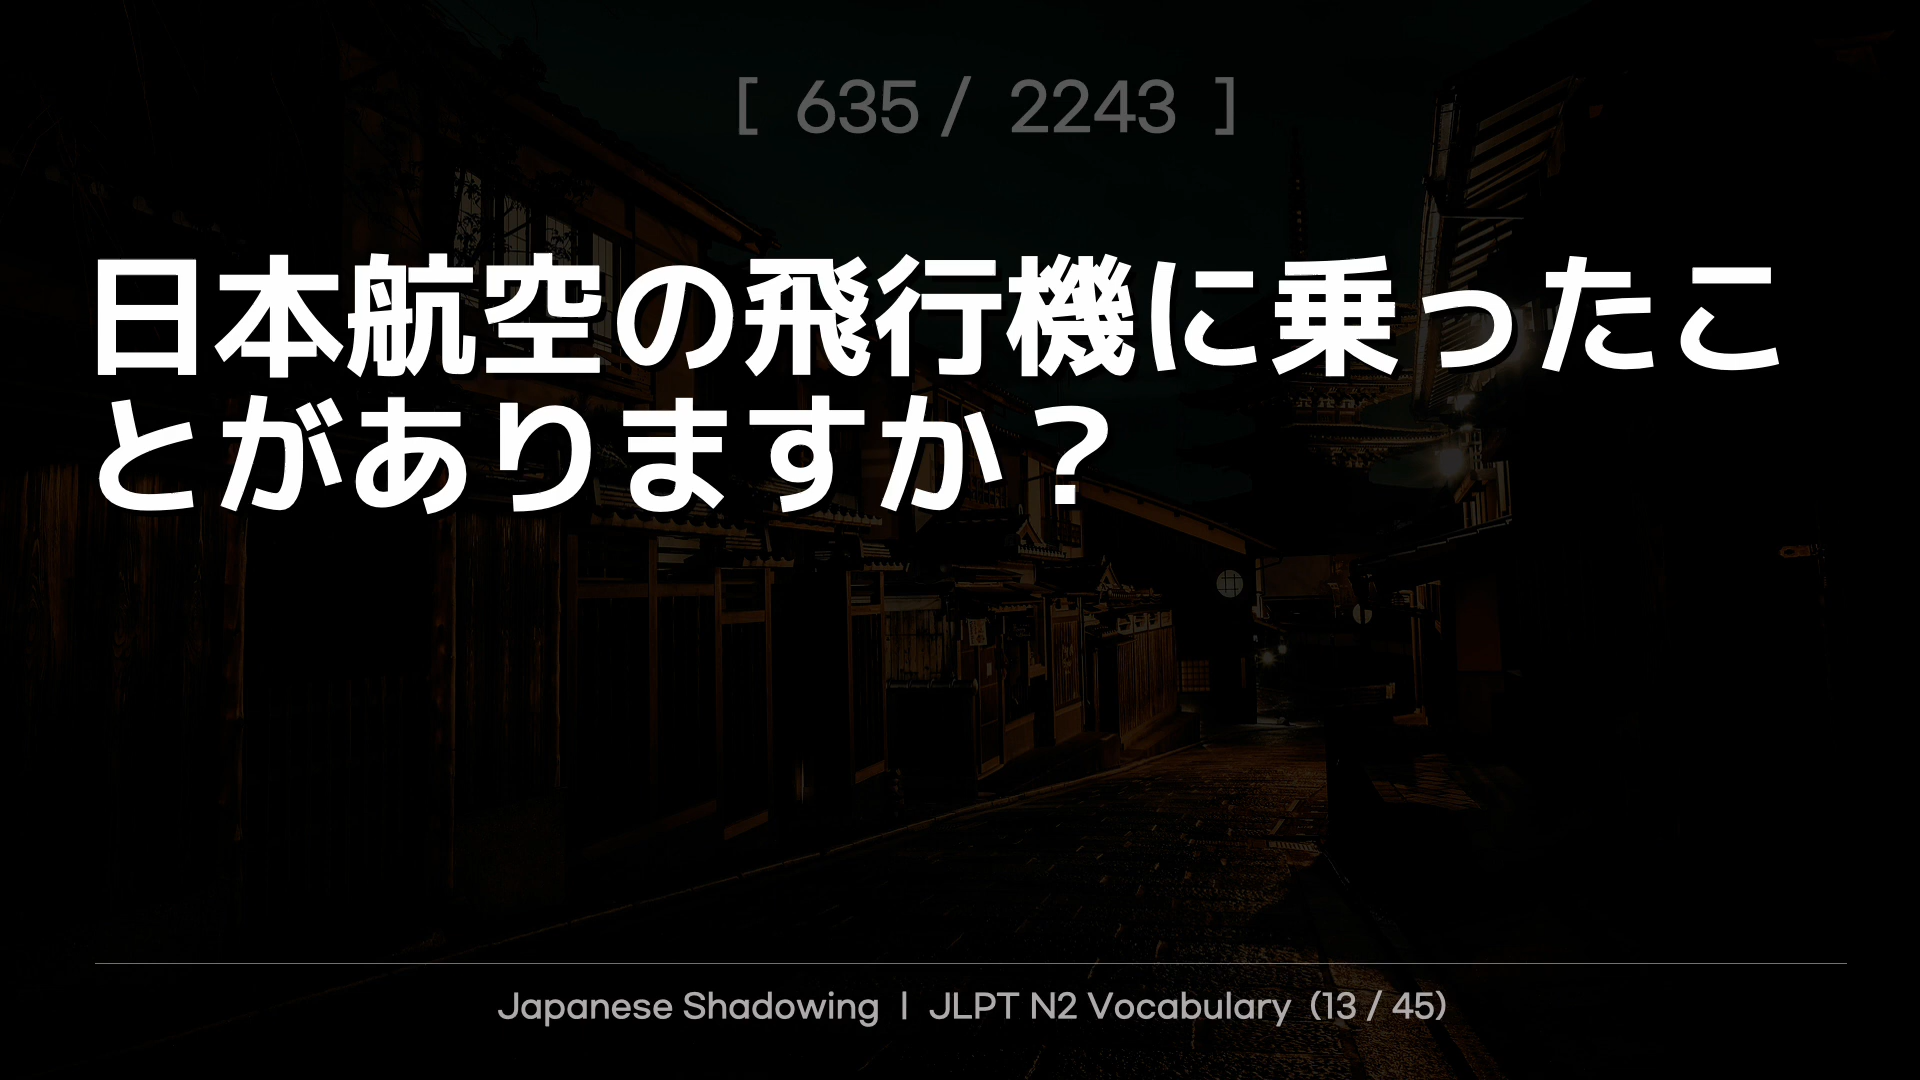 [ 635 / 2243 ]
日本航空の飛行機に乗ったこ
とがありますか？
Japanese Shadowing | JLPT N2 Vocabulary (13 / 45)